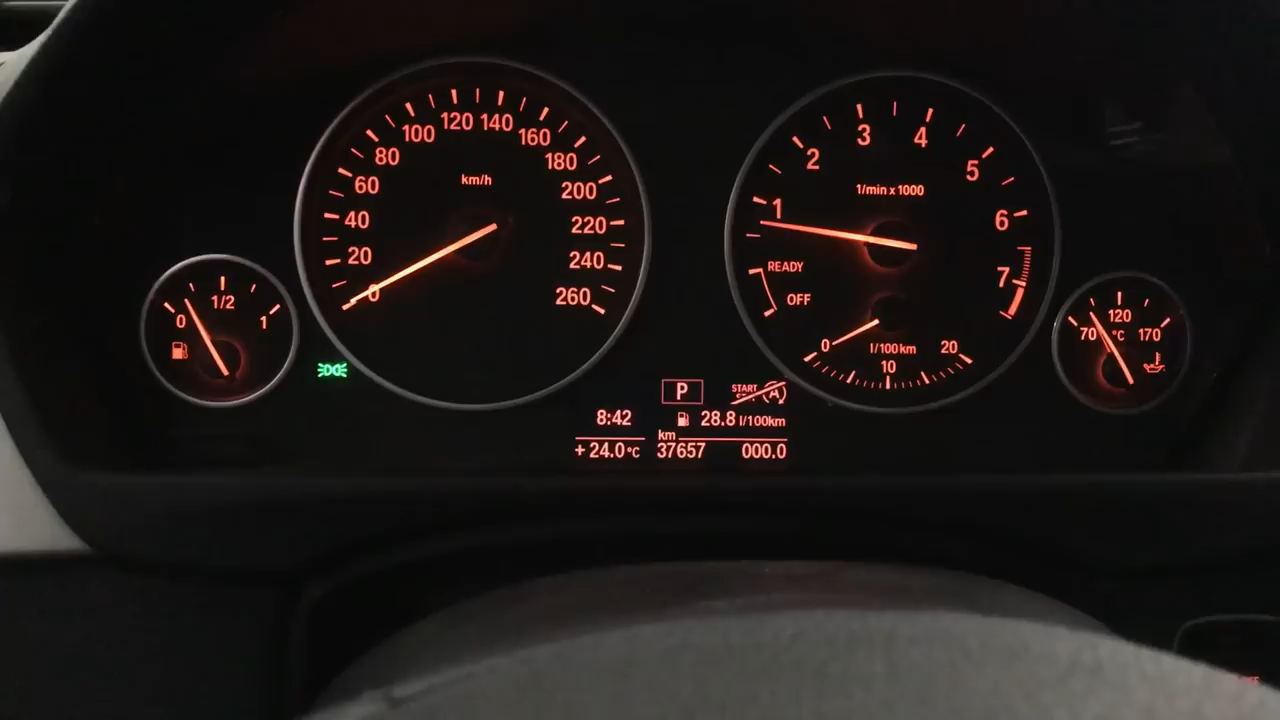 0 20 40 60 80 100 120 140 160 180 200 220 240 260
km/h
1 2 3 4 5 6 7
1/min x 1000
READY
OFF
0 10 20
l/100km
0 1/2 1
70 120 170
°C
P
START
A
8:42
28.8 l/100km
+24.0°C
km
37657
000.0